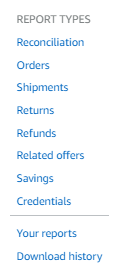 REPORT TYPES
Reconciliation
Orders
Shipments
Returns
Refunds
Related offers
Savings
Credentials
Your reports
Download history